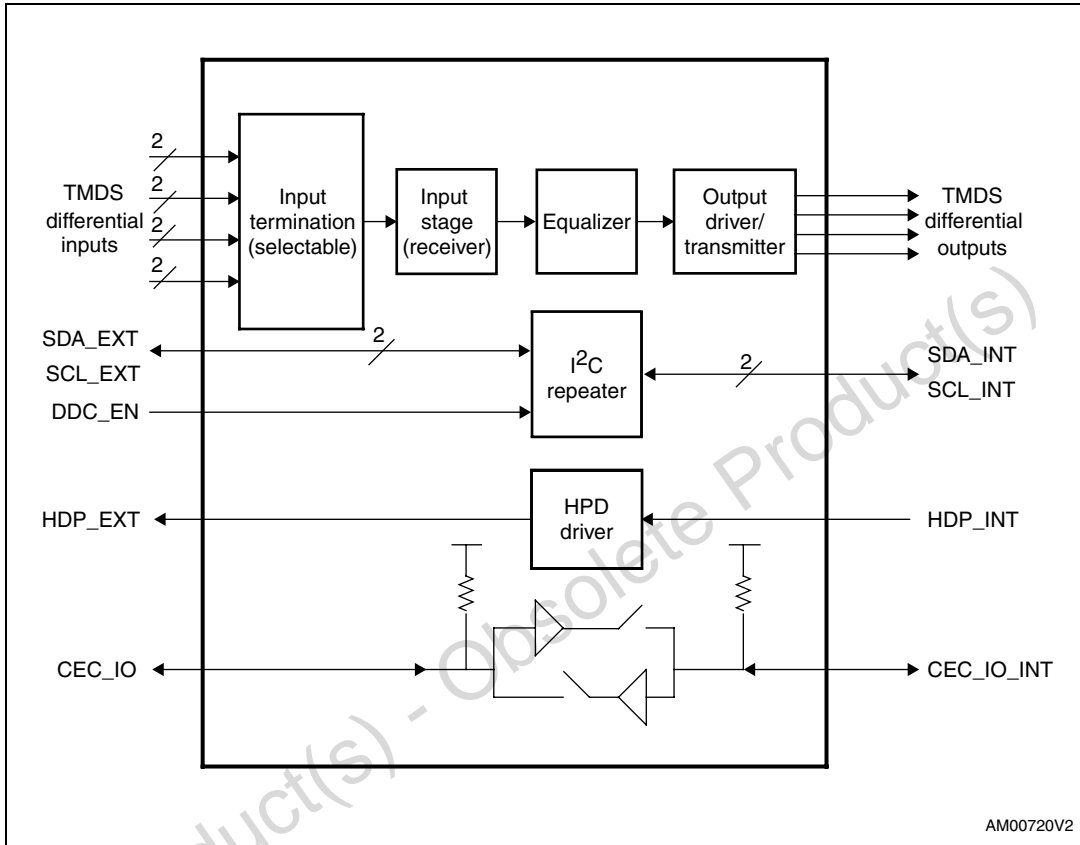 2
TMDS
differential
inputs
2
2
2
Input
termination
(selectable)
Input
stage
(receiver)
Equalizer
Output
driver/
transmitter
TMDS
differential
outputs
SDA_EXT
SCL_EXT
DDC_EN
2
I²C
repeater
2
SDA_INT
SCL_INT
HDP_EXT
HPD
driver
HDP_INT
CEC_IO
CEC_IO_INT
duct(s) - Obsolete Product(s)
AM00720V2